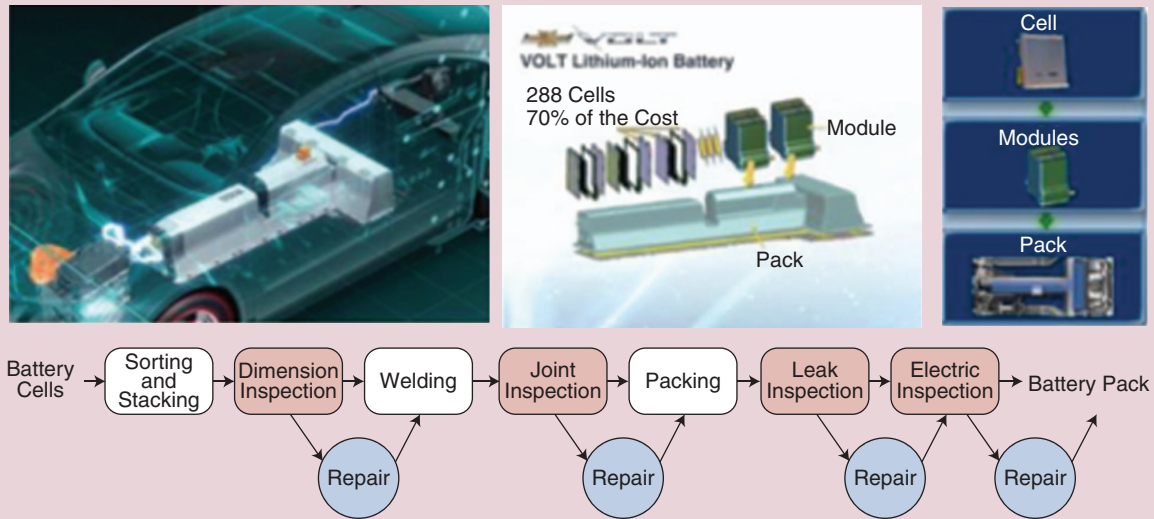 VOLT
VOLT Lithium-Ion Battery
288 Cells
70% of the Cost
Module
Pack
Cell
Modules
Pack
Battery
Cells
Sorting
and
Stacking
Dimension
Inspection
Welding
Joint
Inspection
Packing
Leak
Inspection
Electric
Inspection
Battery Pack
Repair
Repair
Repair
Repair